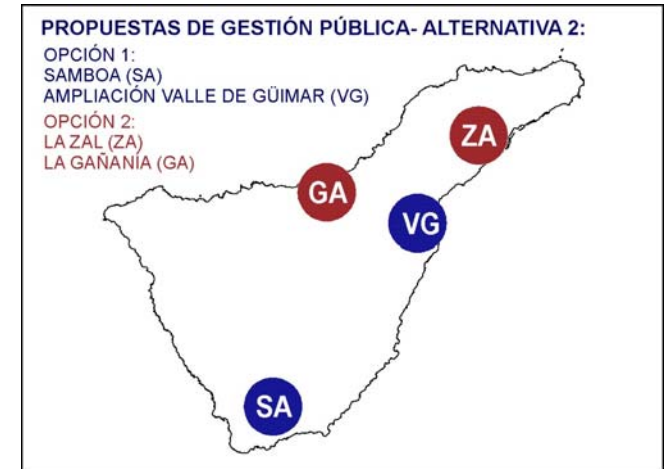 PROPUESTAS DE GESTIÓN PÚBLICA- ALTERNATIVA 2:
OPCIÓN 1:
SAMBOA (SA)
AMPLIACIÓN VALLE DE GÜIMAR (VG)
OPCIÓN 2:
LA ZAL (ZA)
LA GAÑANÍA (GA)
ZA
GA
VG
SA